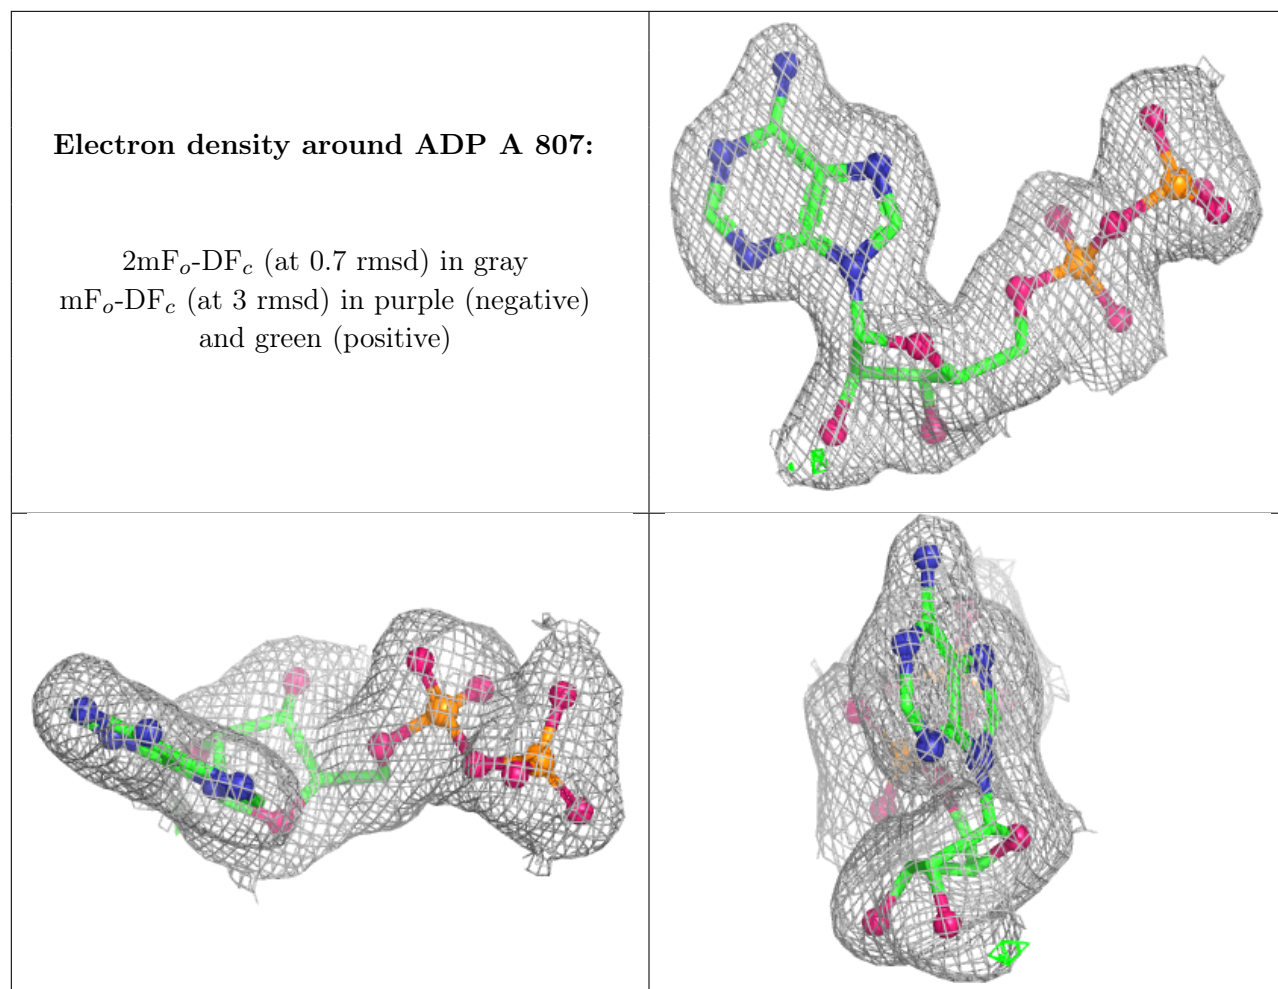 Electron density around ADP A 807:
2mFo-DFc (at 0.7 rmsd) in gray
mFo-DFc (at 3 rmsd) in purple (negative)
and green (positive)